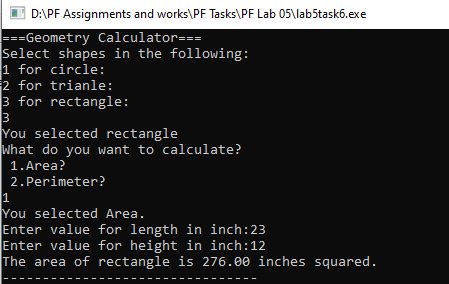 D:\PF Assignments and works\PF Tasks\PF Lab 05\lab5task6.exe
===Geometry Calculator===
Select shapes in the following:
1 for circle:
2 for trianle:
3 for rectangle:
3
You selected rectangle
What do you want to calculate?
 1.Area?
 2.Perimeter?
1
You selected Area.
Enter value for length in inch:23
Enter value for height in inch:12
The area of rectangle is 276.00 inches squared.
--------------------------------